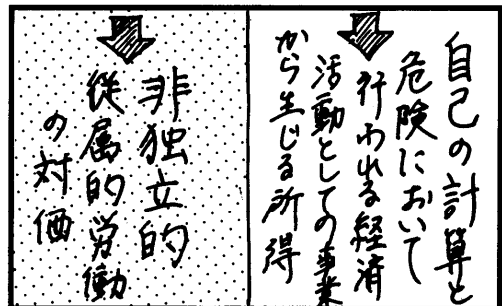 自己の計算と
危険において
行われる経済
活動としての事業
から生じる所得
非独立的
従属的労働
の対価